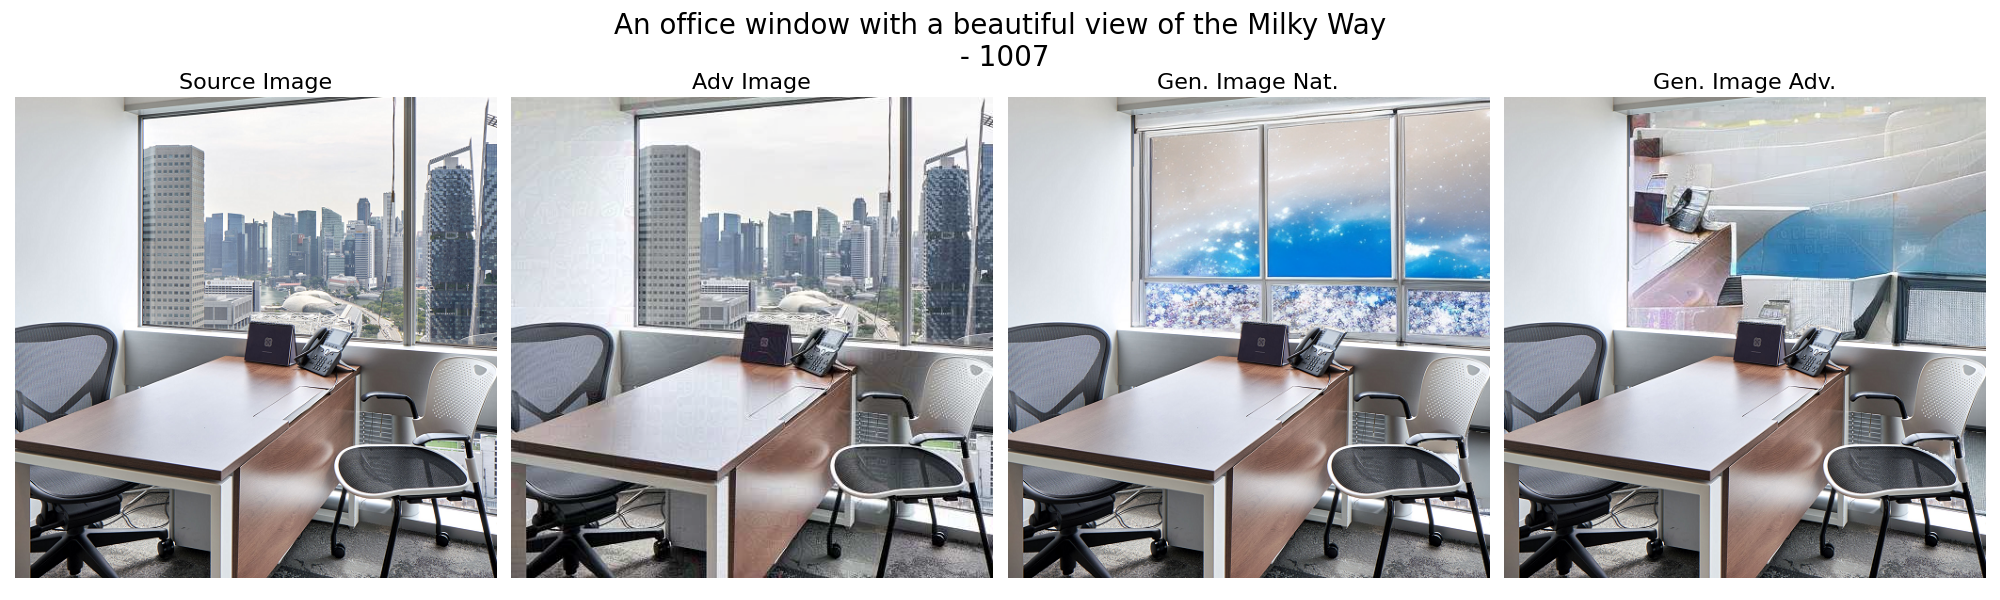 An office window with a beautiful view of the Milky Way
- 1007
Source Image
Adv Image
Gen. Image Nat.
Gen. Image Adv.